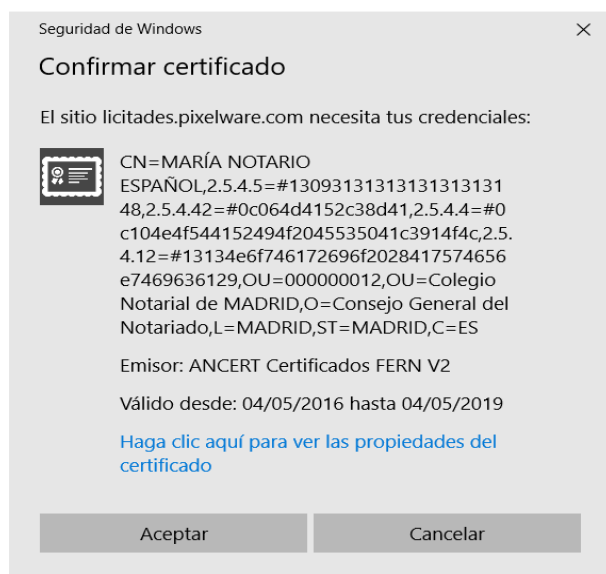 Seguridad de Windows
Confirmar certificado
El sitio licitades.pixelware.com necesita tus credenciales:
CN=MARÍA NOTARIO
ESPAÑOL,2.5.4.5=#13093131313131313131
48,2.5.4.42=#0c064d4152c38d41,2.5.4.4=#0
c104e4f544152494f2045535041c3914f4c,2.5.
4.12=#13134e6f746172696f2028417574656
e7469636129,OU=000000012,OU=Colegio
Notarial de MADRID,O=Consejo General del
Notariado,L=MADRID,ST=MADRID,C=ES
Emisor: ANCERT Certificados FERN V2
Válido desde: 04/05/2016 hasta 04/05/2019
Haga clic aquí para ver las propiedades del
certificado
Aceptar
Cancelar